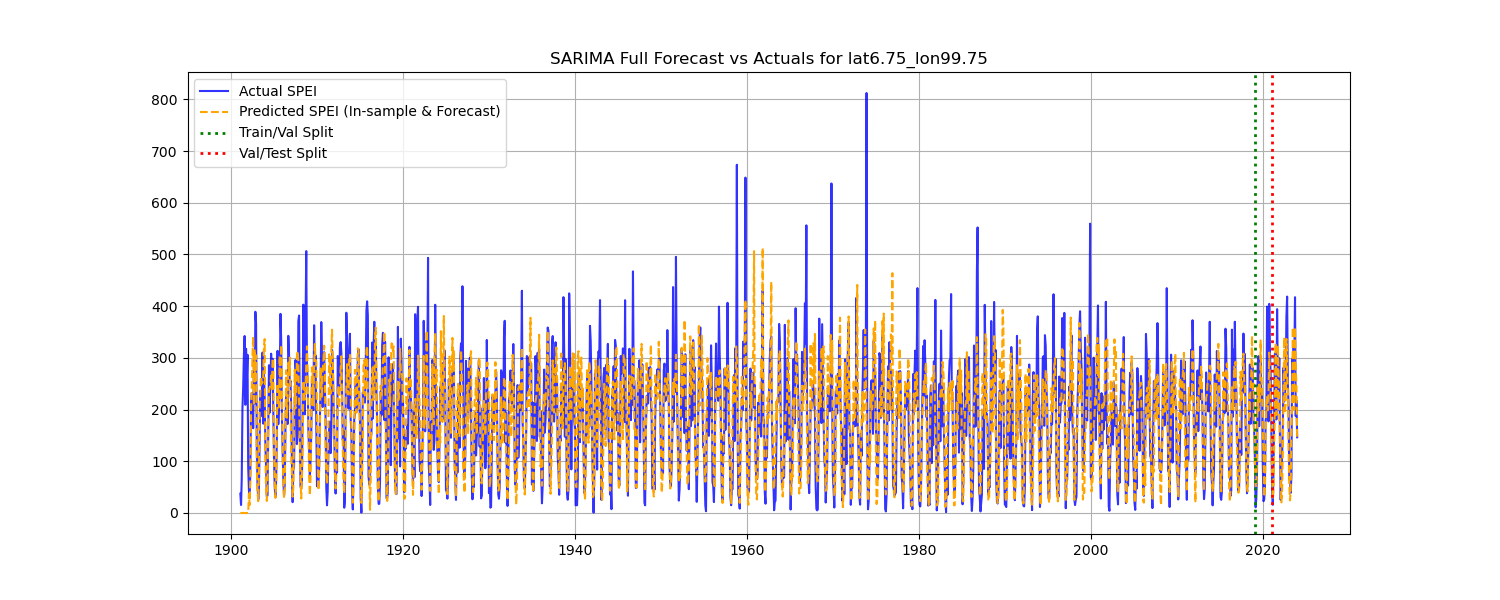 SARIMA Full Forecast vs Actuals for lat6.75_lon99.75
Actual SPEI
Predicted SPEI (In-sample & Forecast)
Train/Val Split
Val/Test Split
800
700
600
500
400
300
200
100
0
1900 1920 1940 1960 1980 2000 2020